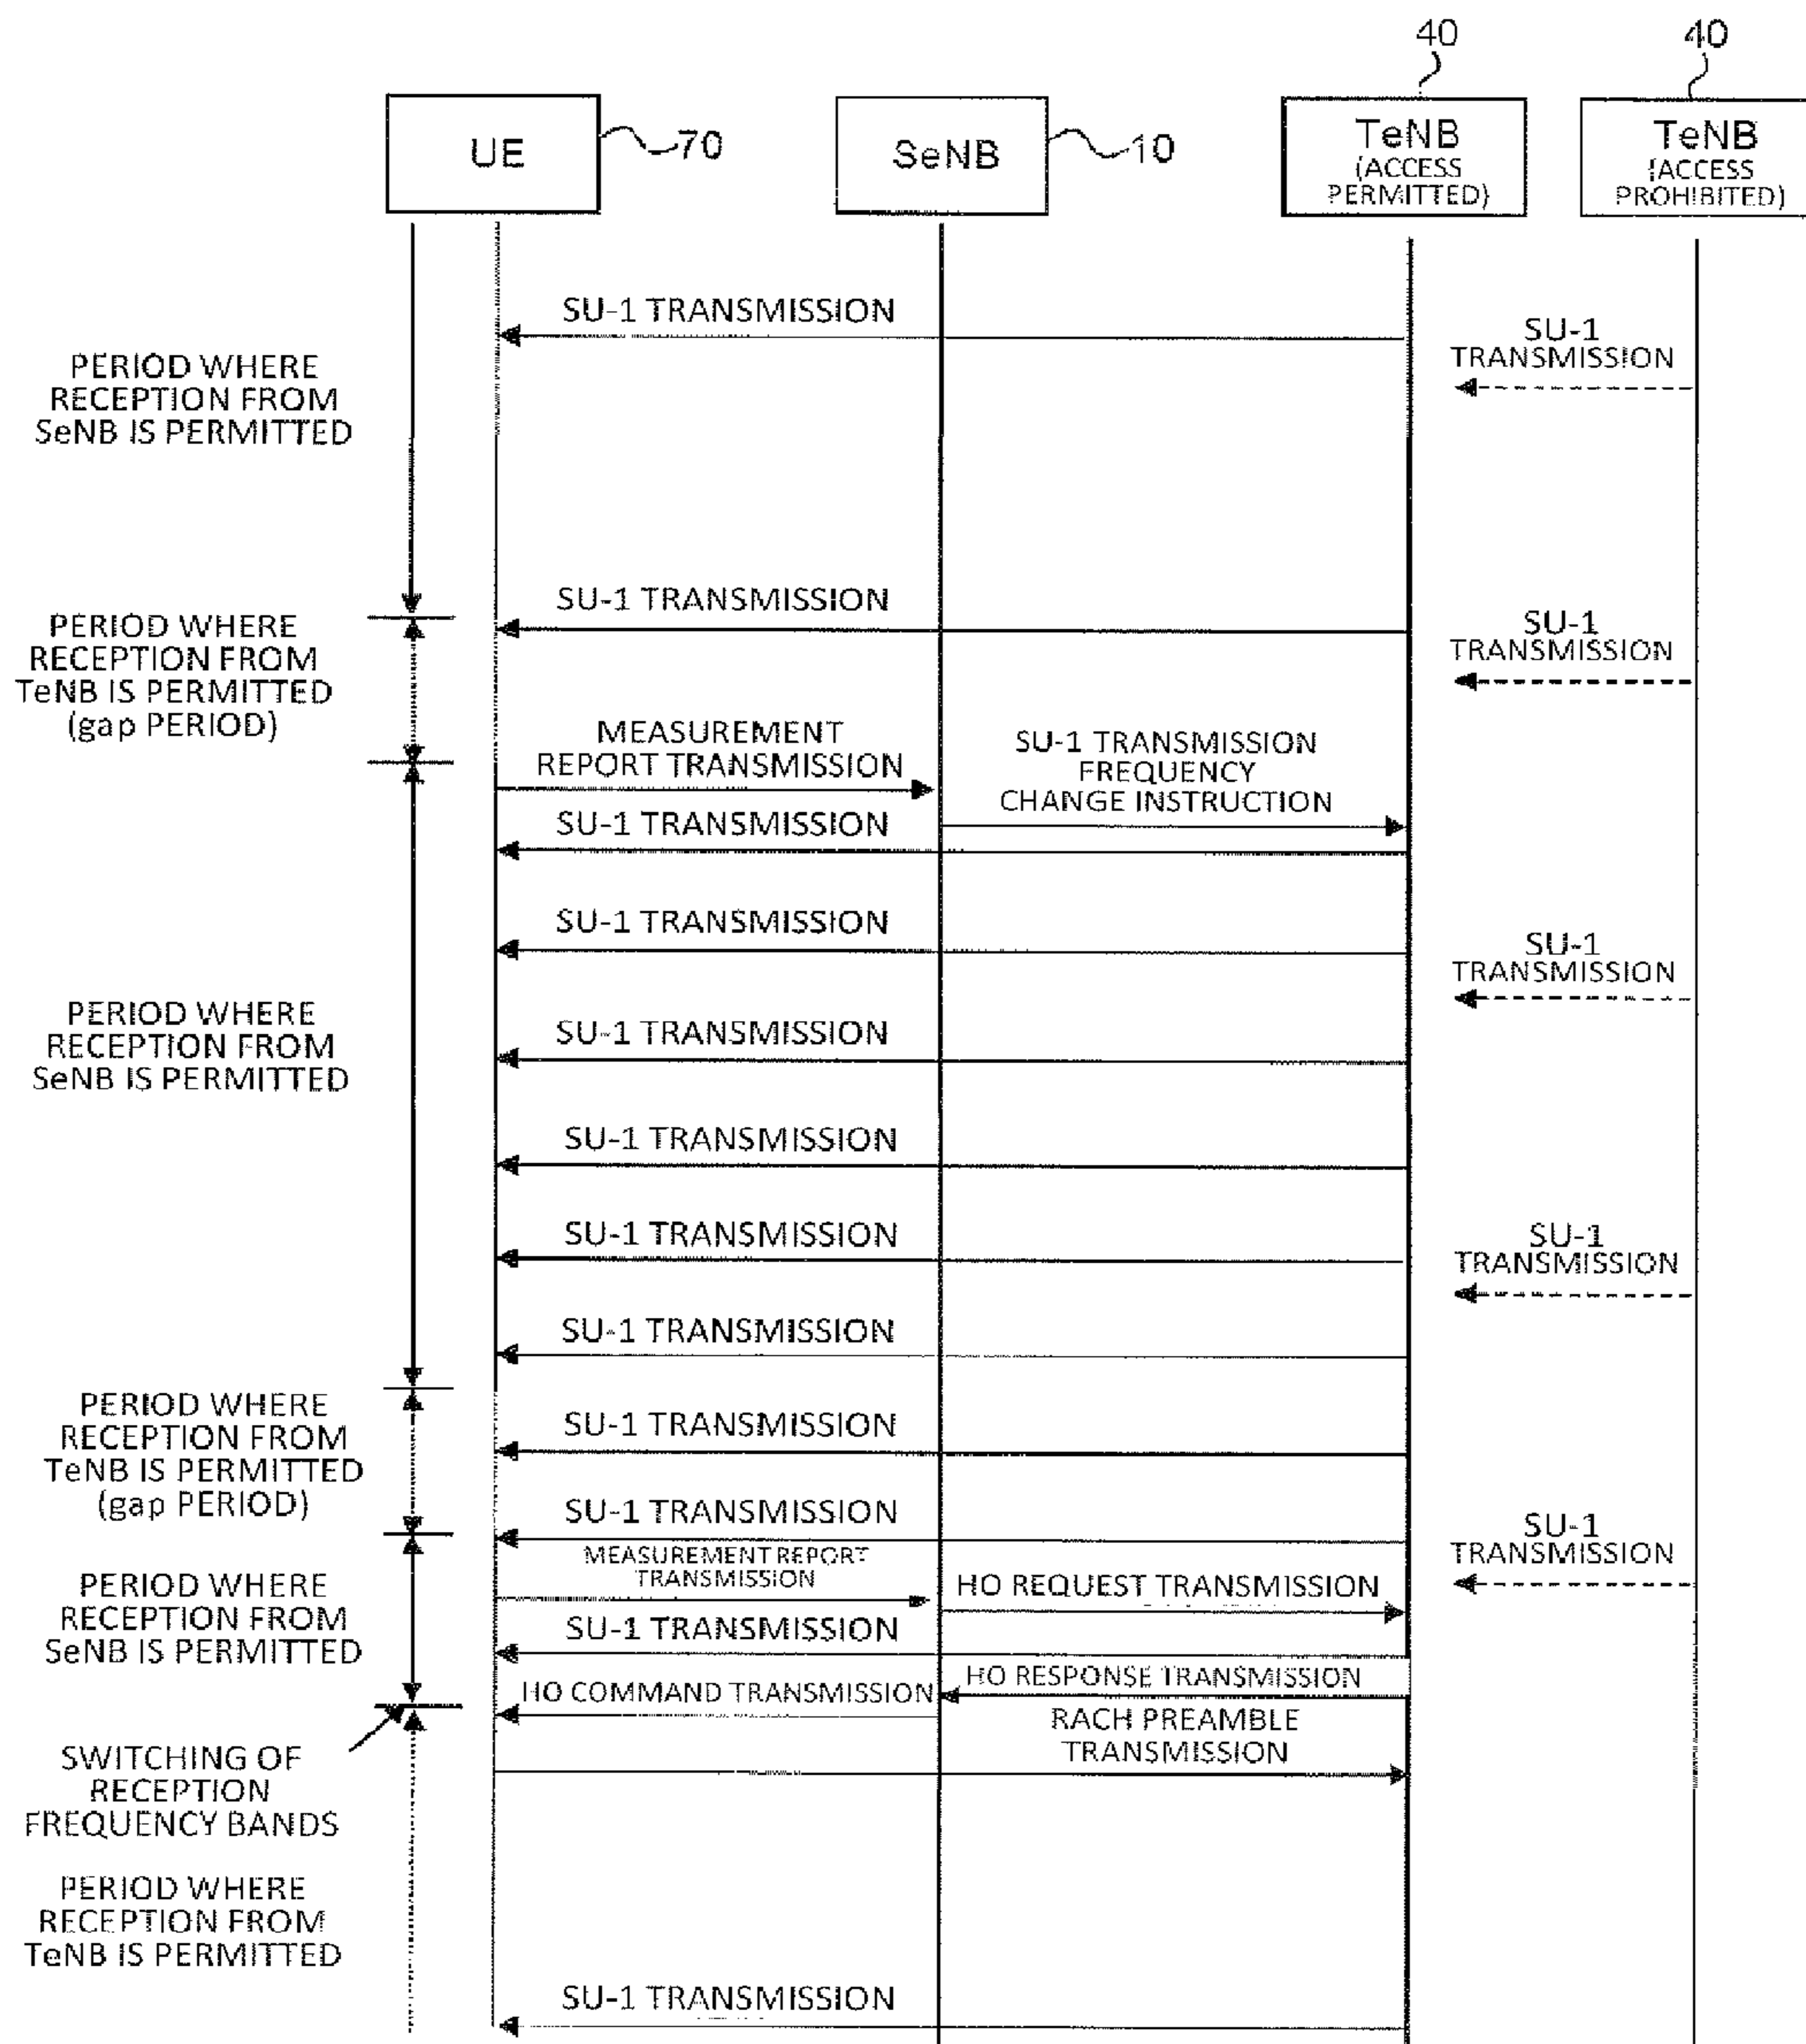 40
40
UE
70
SeNB
10
TeNB
(ACCESS
PERMITTED)
TeNB
(ACCESS
PROHIBITED)
SU-1 TRANSMISSION
SU-1
TRANSMISSION
PERIOD WHERE
RECEPTION FROM
SeNB IS PERMITTED
SU-1 TRANSMISSION
SU-1
TRANSMISSION
PERIOD WHERE
RECEPTION FROM
TeNB IS PERMITTED
(gap PERIOD)
MEASUREMENT
REPORT TRANSMISSION
SU-1 TRANSMISSION
FREQUENCY
CHANGE INSTRUCTION
SU-1 TRANSMISSION
SU-1 TRANSMISSION
SU-1
TRANSMISSION
PERIOD WHERE
RECEPTION FROM
SeNB IS PERMITTED
SU-1 TRANSMISSION
SU-1 TRANSMISSION
SU-1 TRANSMISSION
SU-1
TRANSMISSION
SU-1 TRANSMISSION
PERIOD WHERE
RECEPTION FROM
TeNB IS PERMITTED
(gap PERIOD)
SU-1 TRANSMISSION
SU-1 TRANSMISSION
SU-1
TRANSMISSION
MEASUREMENT REPORT
TRANSMISSION
HO REQUEST TRANSMISSION
PERIOD WHERE
RECEPTION FROM
SeNB IS PERMITTED
SU-1 TRANSMISSION
HO RESPONSE TRANSMISSION
HO COMMAND TRANSMISSION
RACH PREAMBLE
TRANSMISSION
SWITCHING OF
RECEPTION
FREQUENCY BANDS
PERIOD WHERE
RECEPTION FROM
TeNB IS PERMITTED
SU-1 TRANSMISSION